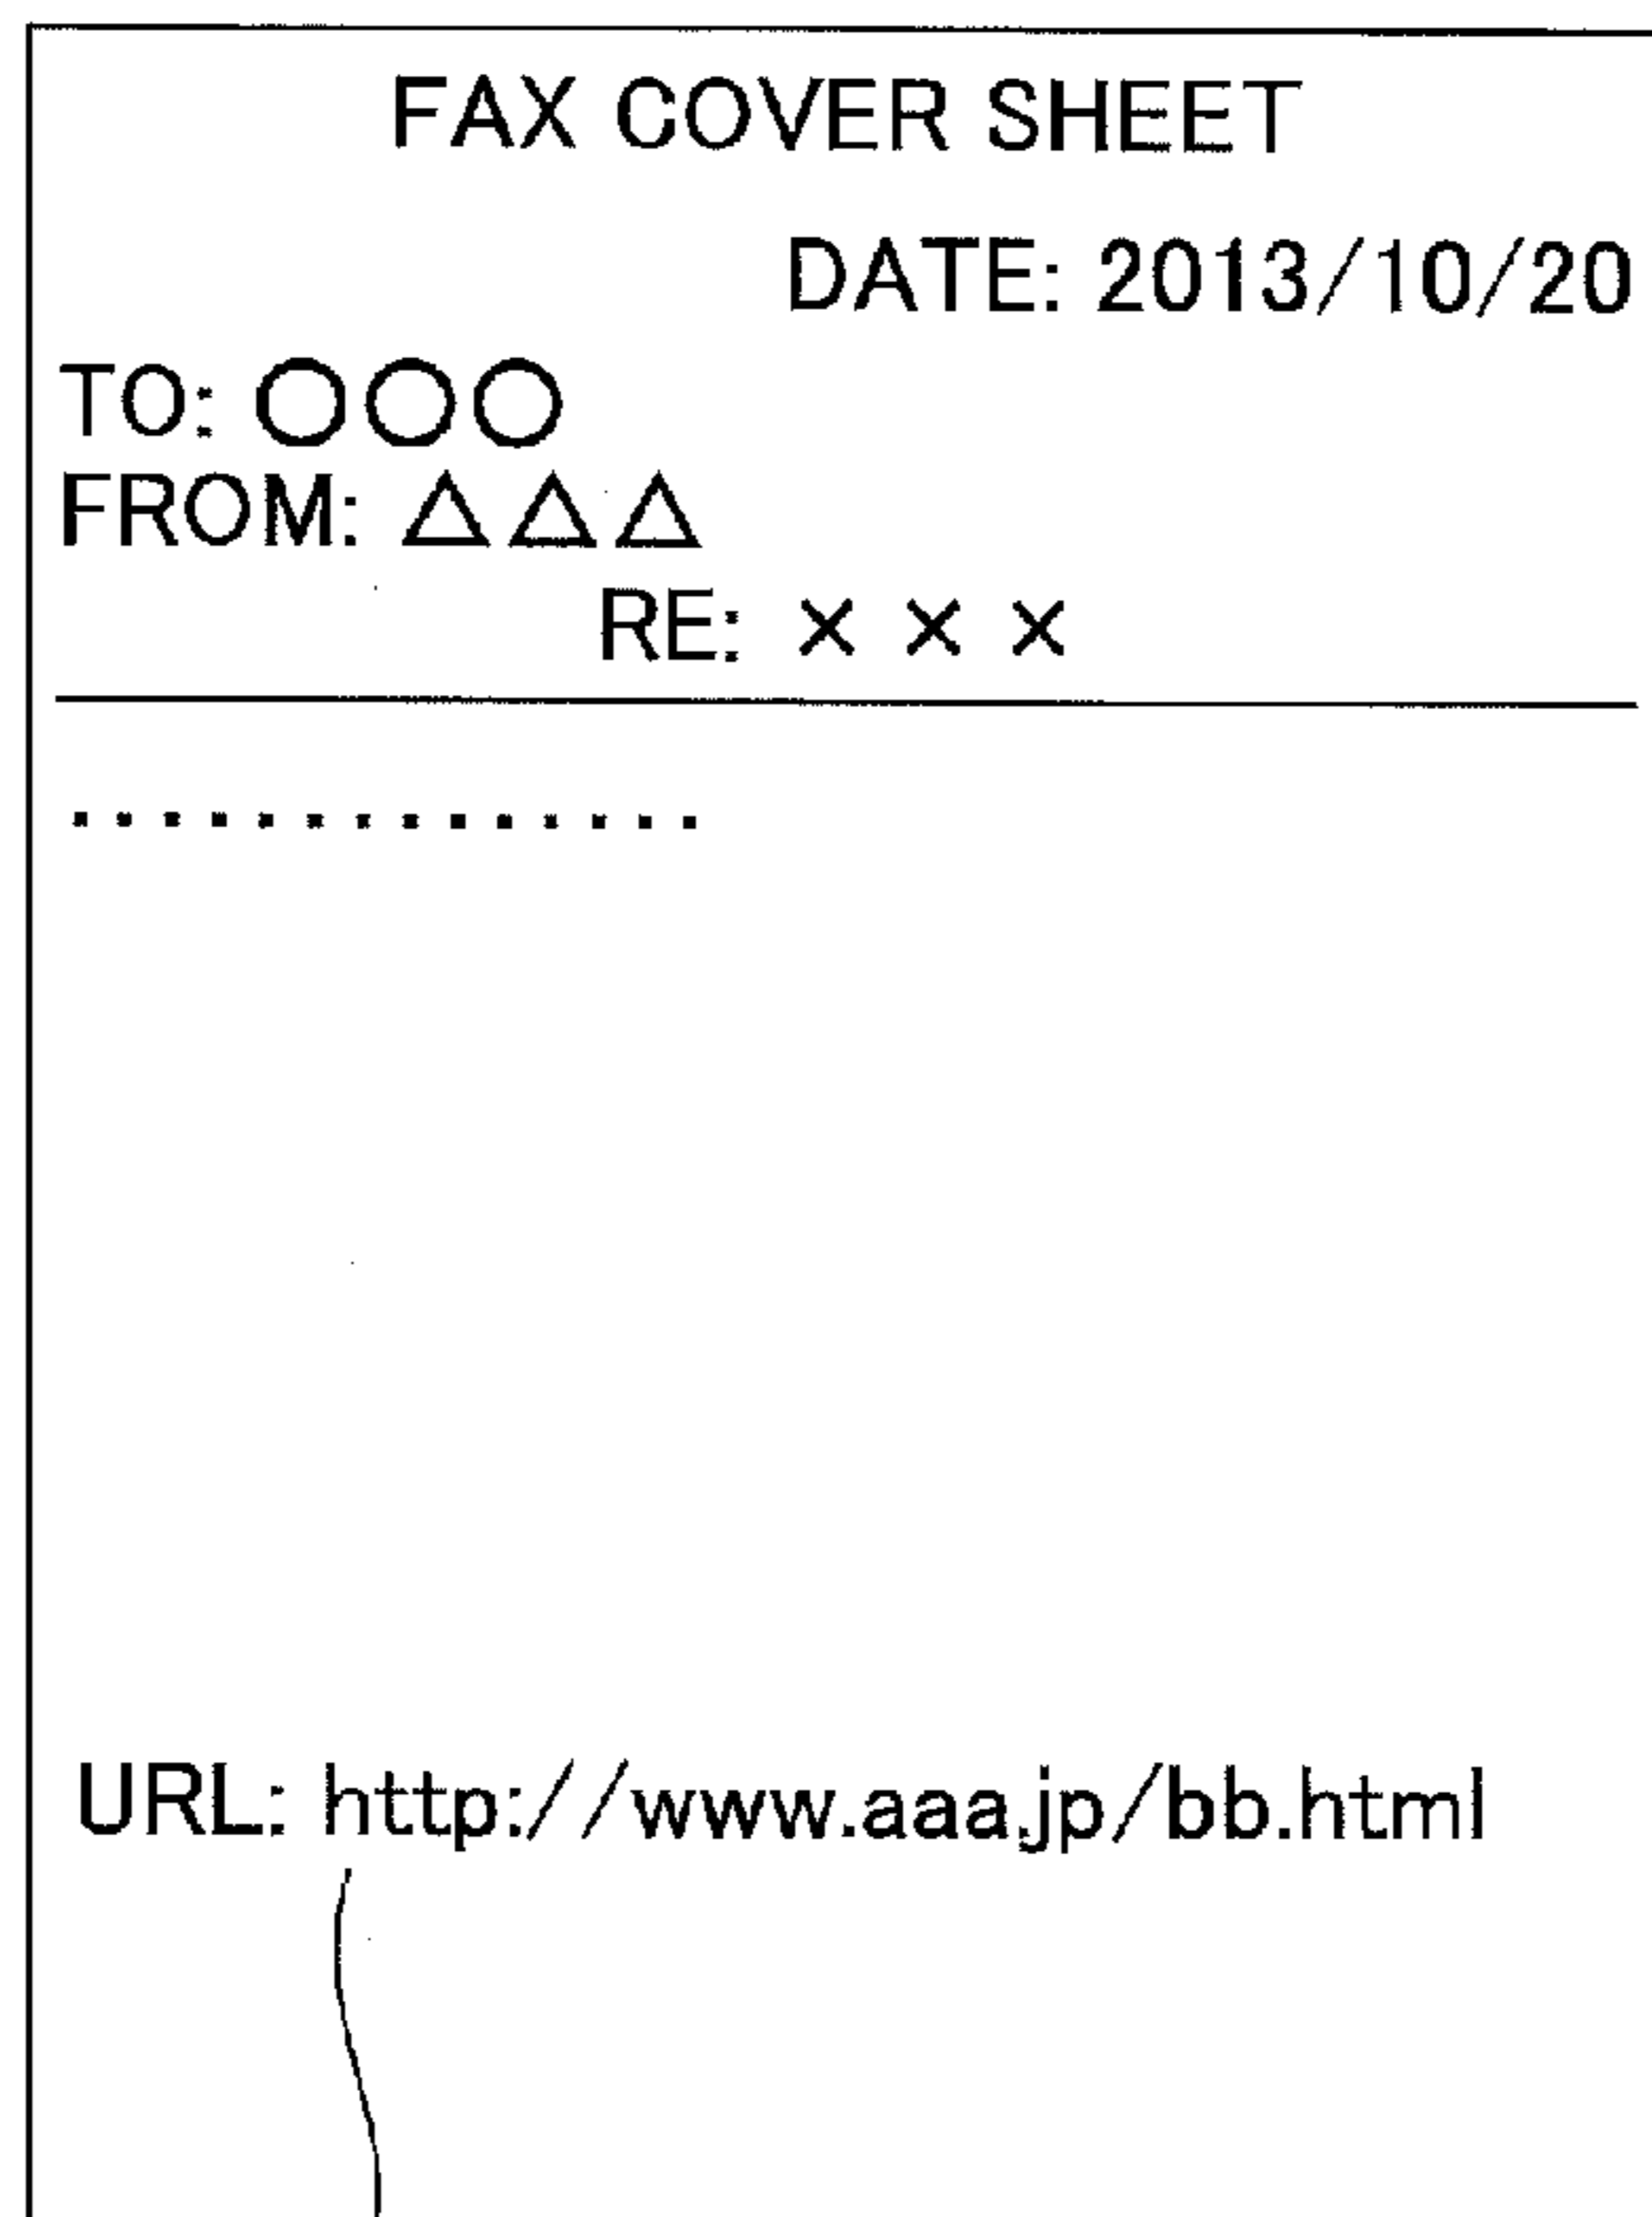 FAX COVER SHEET
DATE: 2013/10/20
TO: ○○○
FROM: △△△
RE: ×××
..............
URL: http://www.aaa.jp/bb.html